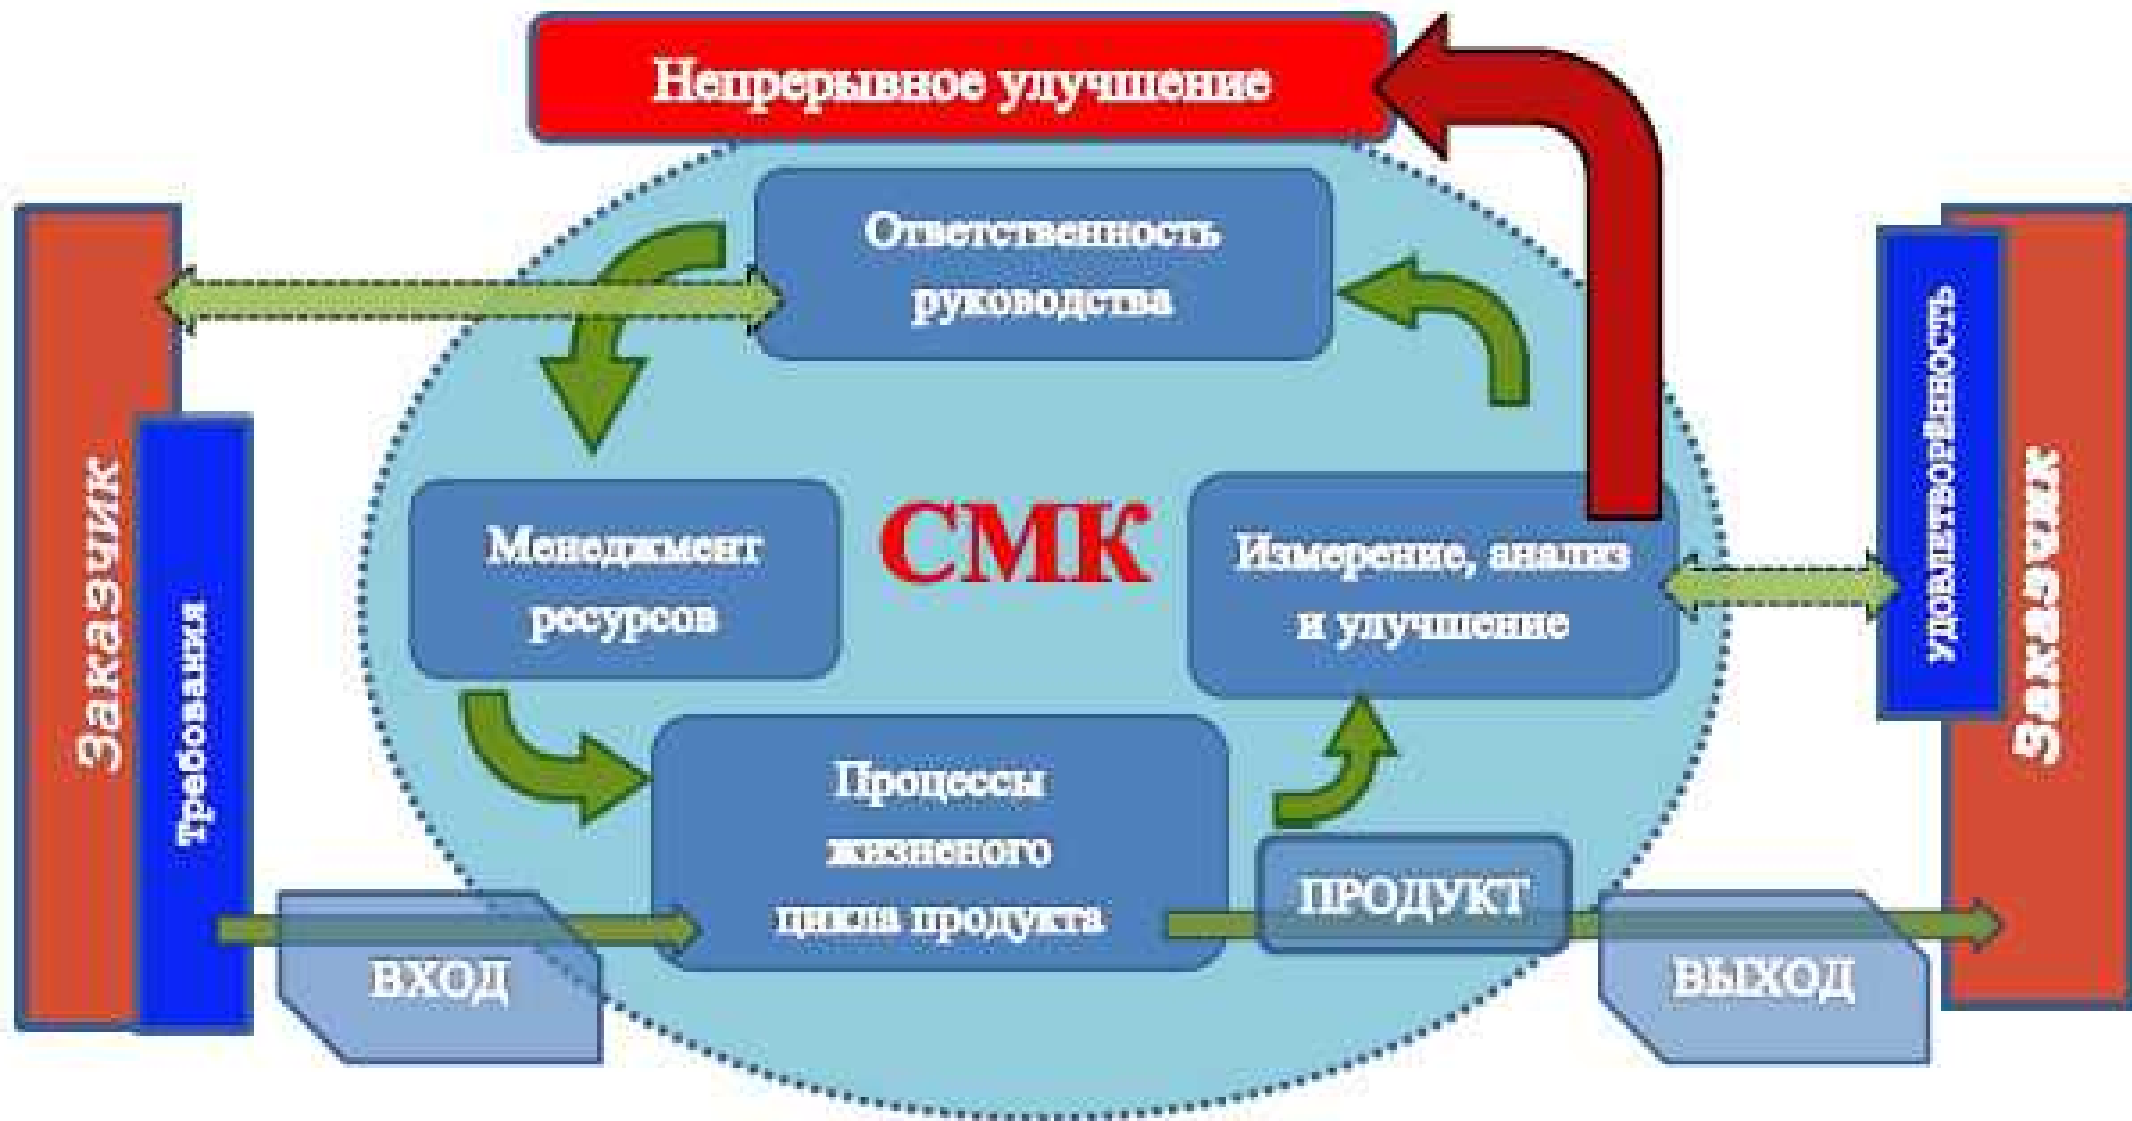 Непрерывное улучшение
Ответственность
руководства
Заказчик
Требования
Менеджмент
ресурсов
СМК
Измерение, анализ
и улучшение
удовлетворённость
Заказчик
Процессы
жизненого
цикла продукта
ПРОДУКТ
ВХОД
ВЫХОД